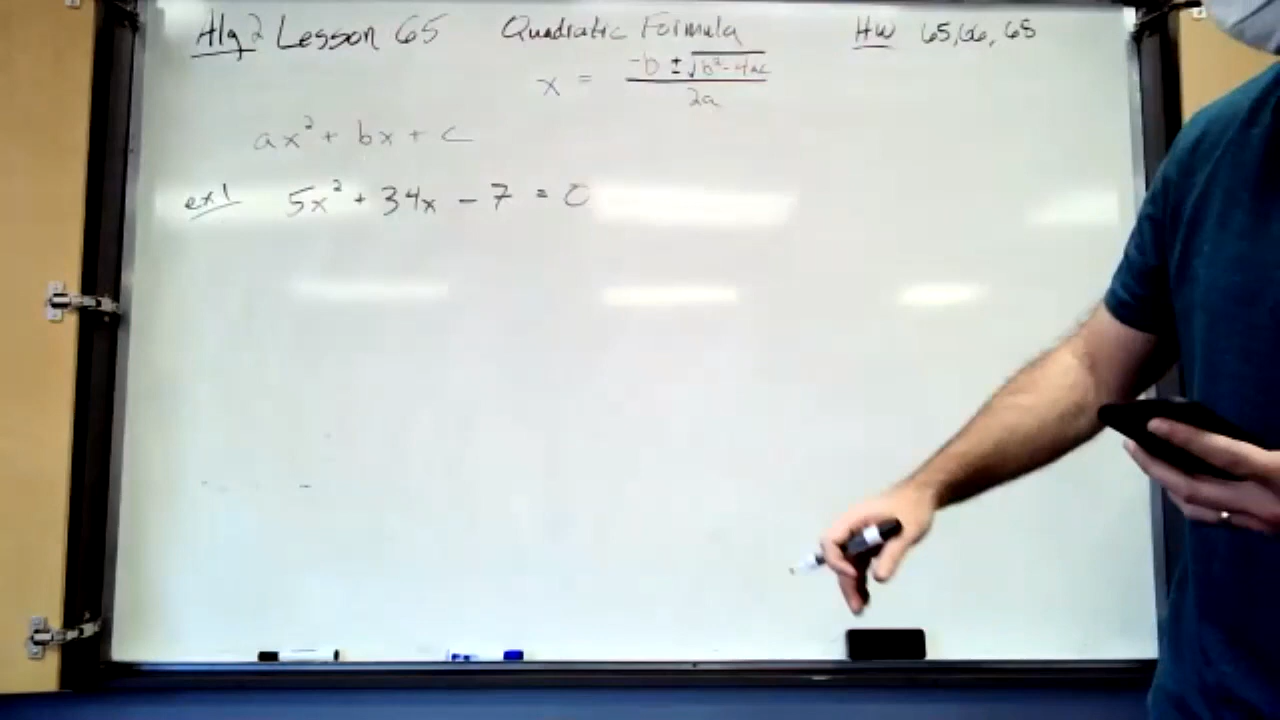 Alg 2 Lesson 65 Quadratic Formula HW 65, 66, 65
x = -b ± √b² - 4ac / 2a
ax² + bx + c
ex1 5x² + 34x - 7 = 0